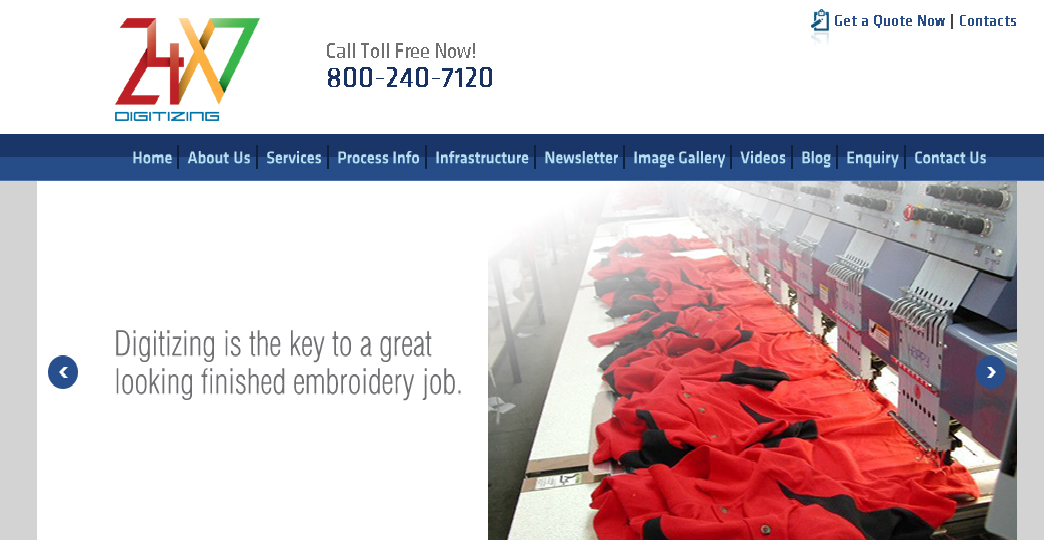 24X7
DIGITIZING
Call Toll Free Now!
800-240-7120
Get a Quote Now | Contacts
Home | About Us | Services | Process Info | Infrastructure | Newsletter | Image Gallery | Videos | Blog | Enquiry | Contact Us
Digitizing is the key to a great
looking finished embroidery job.